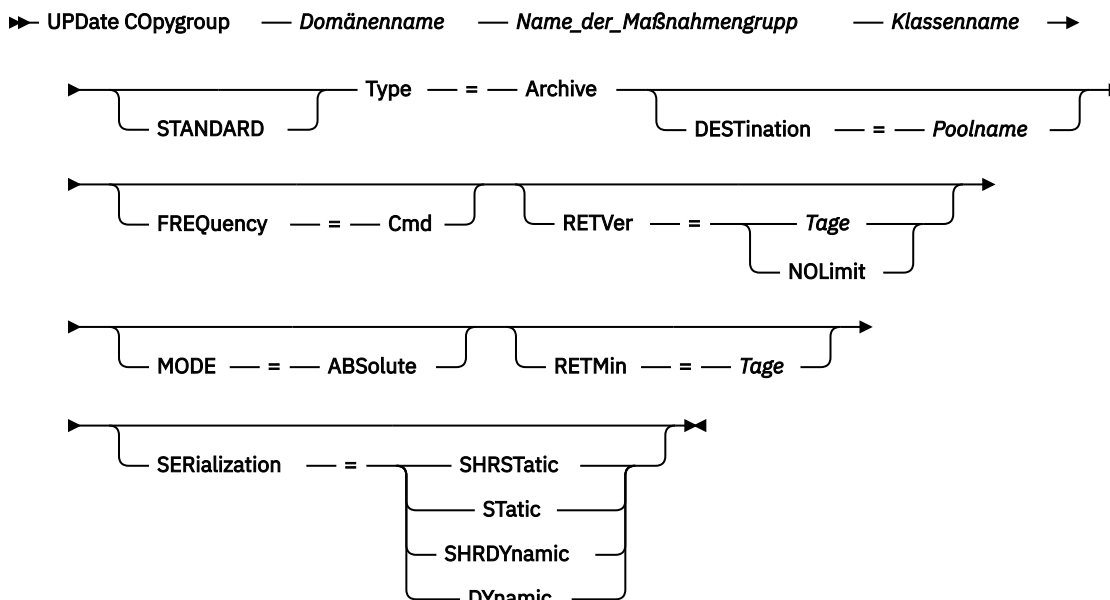 UPDate COpygroup Domänenname Name_der_Maßnahmengrupp Klassenname
Type = Archive
STANDARD
DESTination = Poolname
FREQuency = Cmd
RETVer = Tage
NOLimit
MODE = ABSolute
RETMin = Tage
SERialization = SHRSTatic
STatic
SHRDYnamic
DYnamic